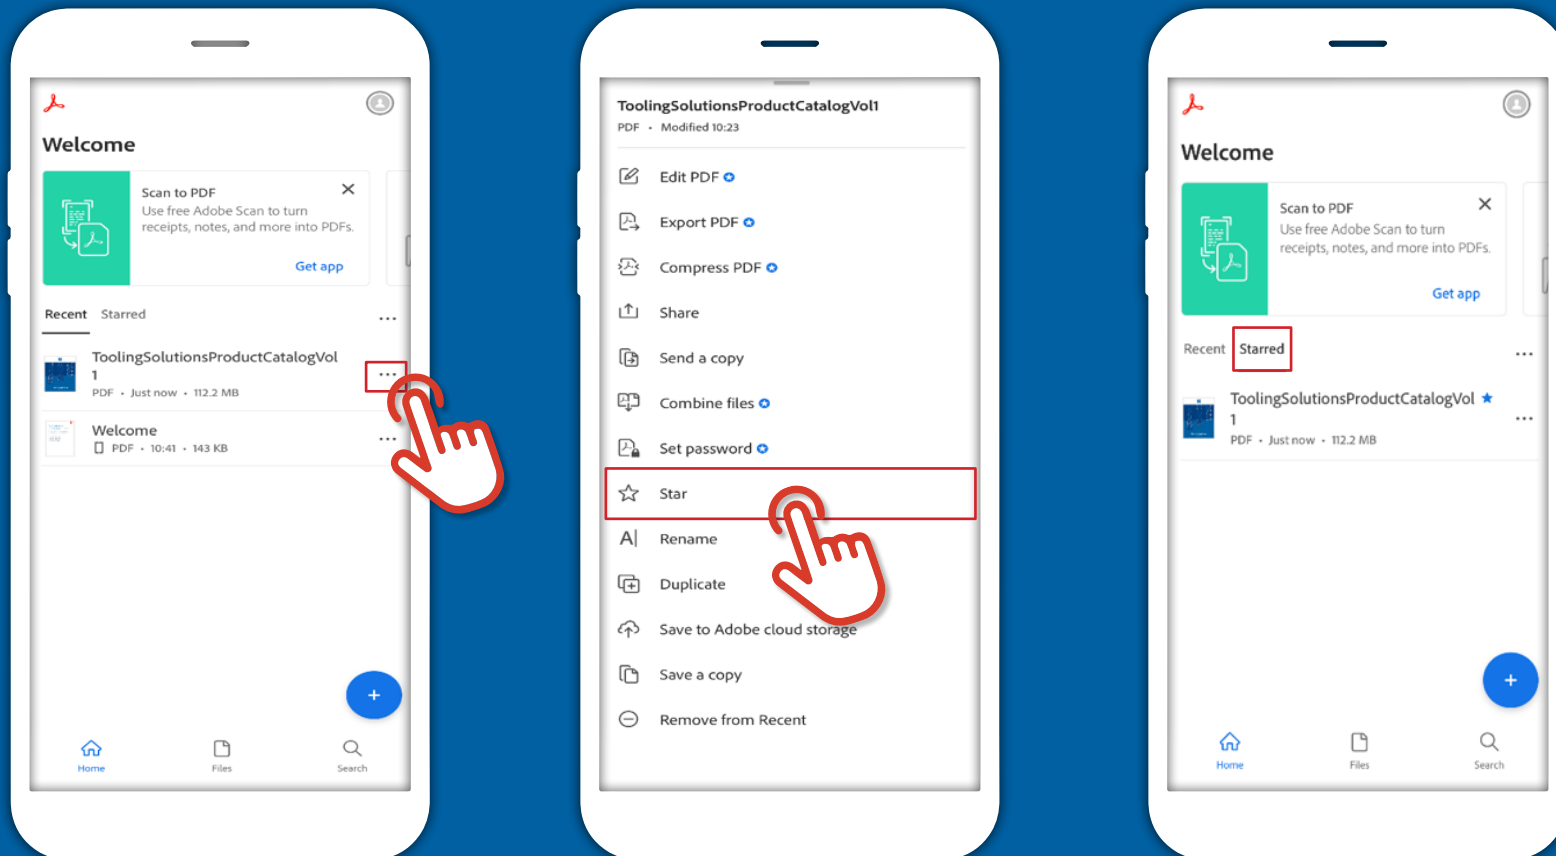 Welcome
Scan to PDF
Use free Adobe Scan to turn
receipts, notes, and more into PDFs.
Get app
Recent Starred
ToolingSolutionsProductCatalogVol
1
PDF • Just now • 112.2 MB
Welcome
PDF • 10:41 • 143 KB
Home Files Search
ToolingSolutionsProductCatalogVol1
PDF • Modified 10:23
Edit PDF
Export PDF
Compress PDF
Share
Send a copy
Combine files
Set password
Star
Rename
Duplicate
Save to Adobe cloud storage
Save a copy
Remove from Recent
Welcome
Scan to PDF
Use free Adobe Scan to turn
receipts, notes, and more into PDFs.
Get app
Recent Starred
ToolingSolutionsProductCatalogVol
1
PDF • Just now • 112.2 MB
Home Files Search